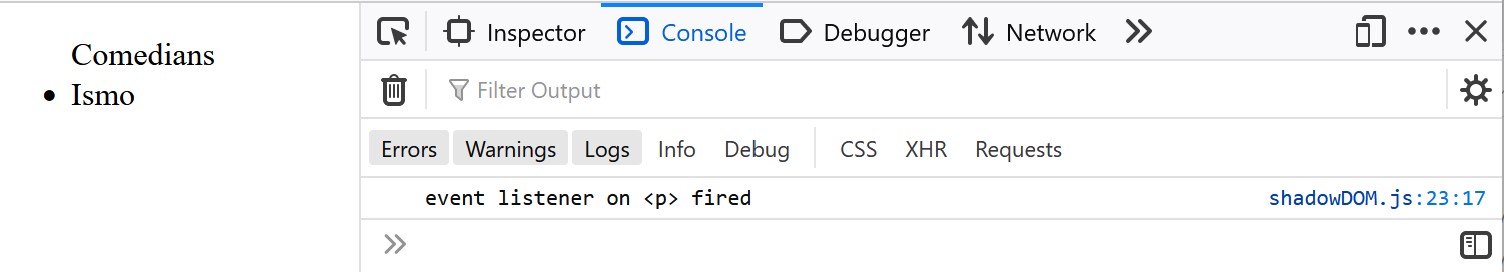 Comedians
Ismo
Inspector Console Debugger Network
Filter Output
Errors Warnings Logs Info Debug CSS XHR Requests
event listener on <p> fired shadowDOM.js:23:17